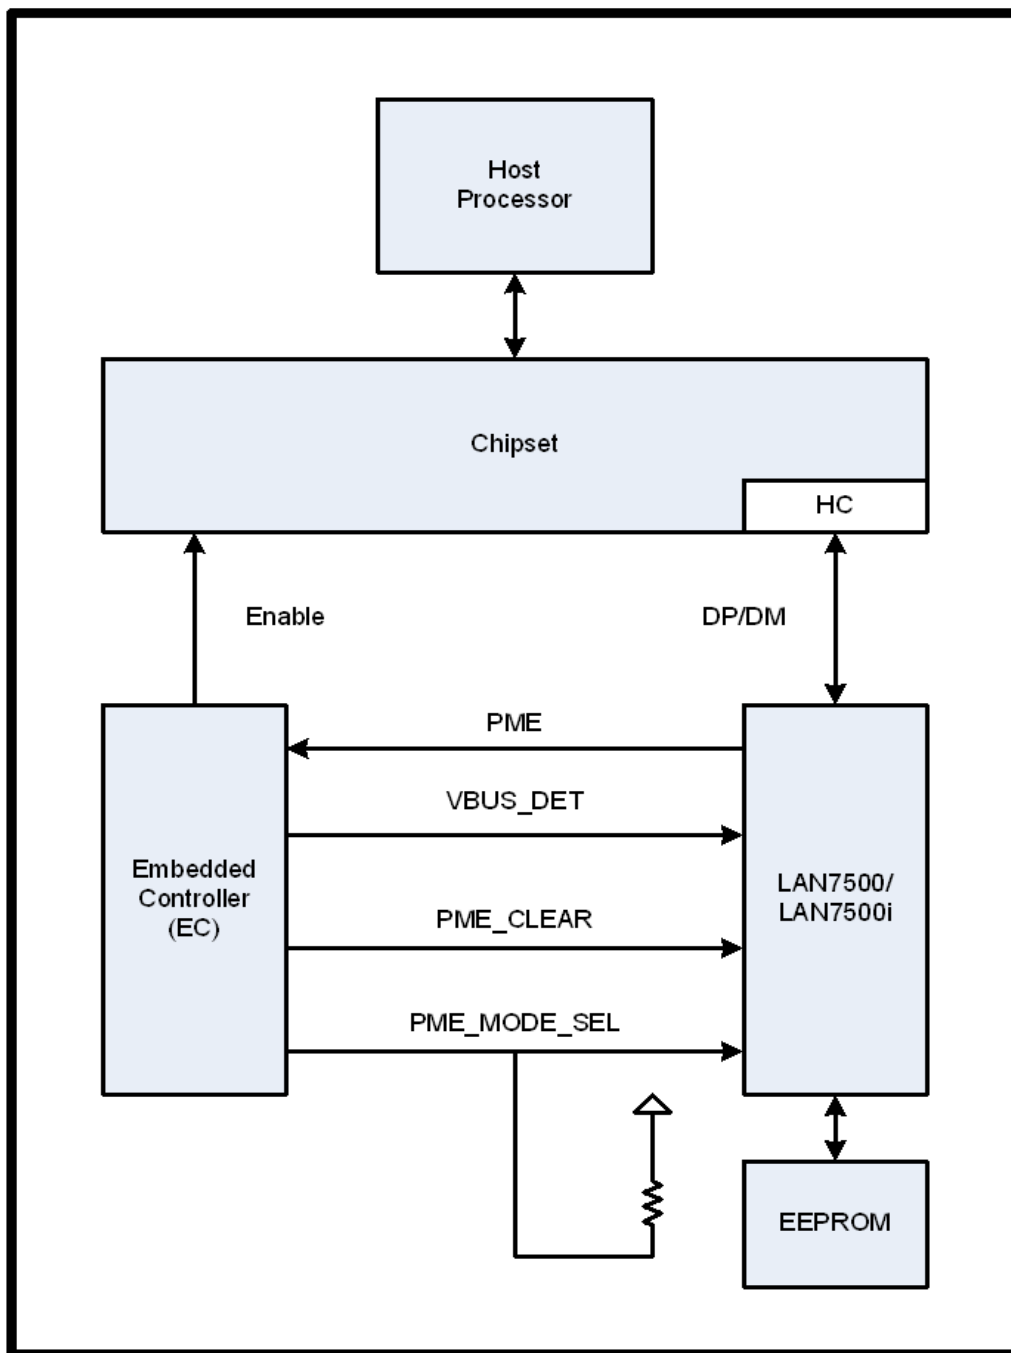 Host
Processor
Chipset
HC
Enable
DP/DM
PME
VBUS_DET
Embedded
Controller
(EC)
LAN7500/
LAN7500i
PME_CLEAR
PME_MODE_SEL
EEPROM